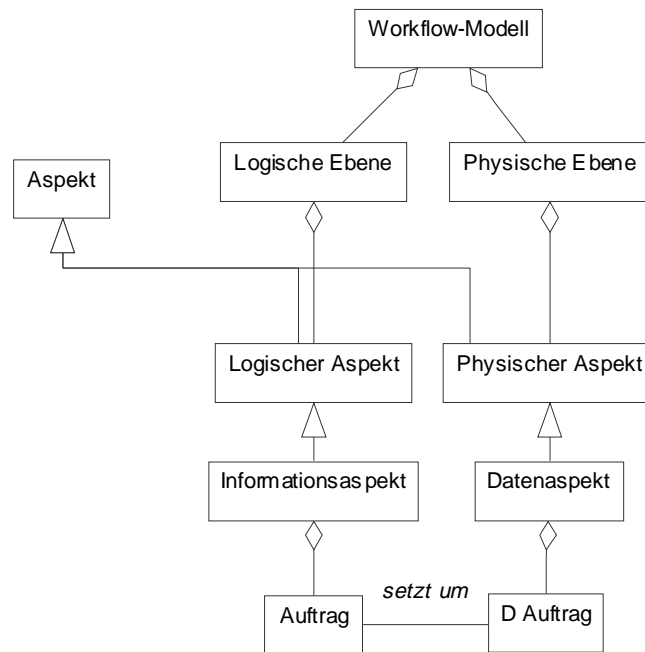 Workflow-Modell
Logische Ebene
Physische Ebene
Aspekt
Logischer Aspekt
Physischer Aspekt
Informationsaspekt
Datenaspekt
setzt um
Auftrag
D Auftrag